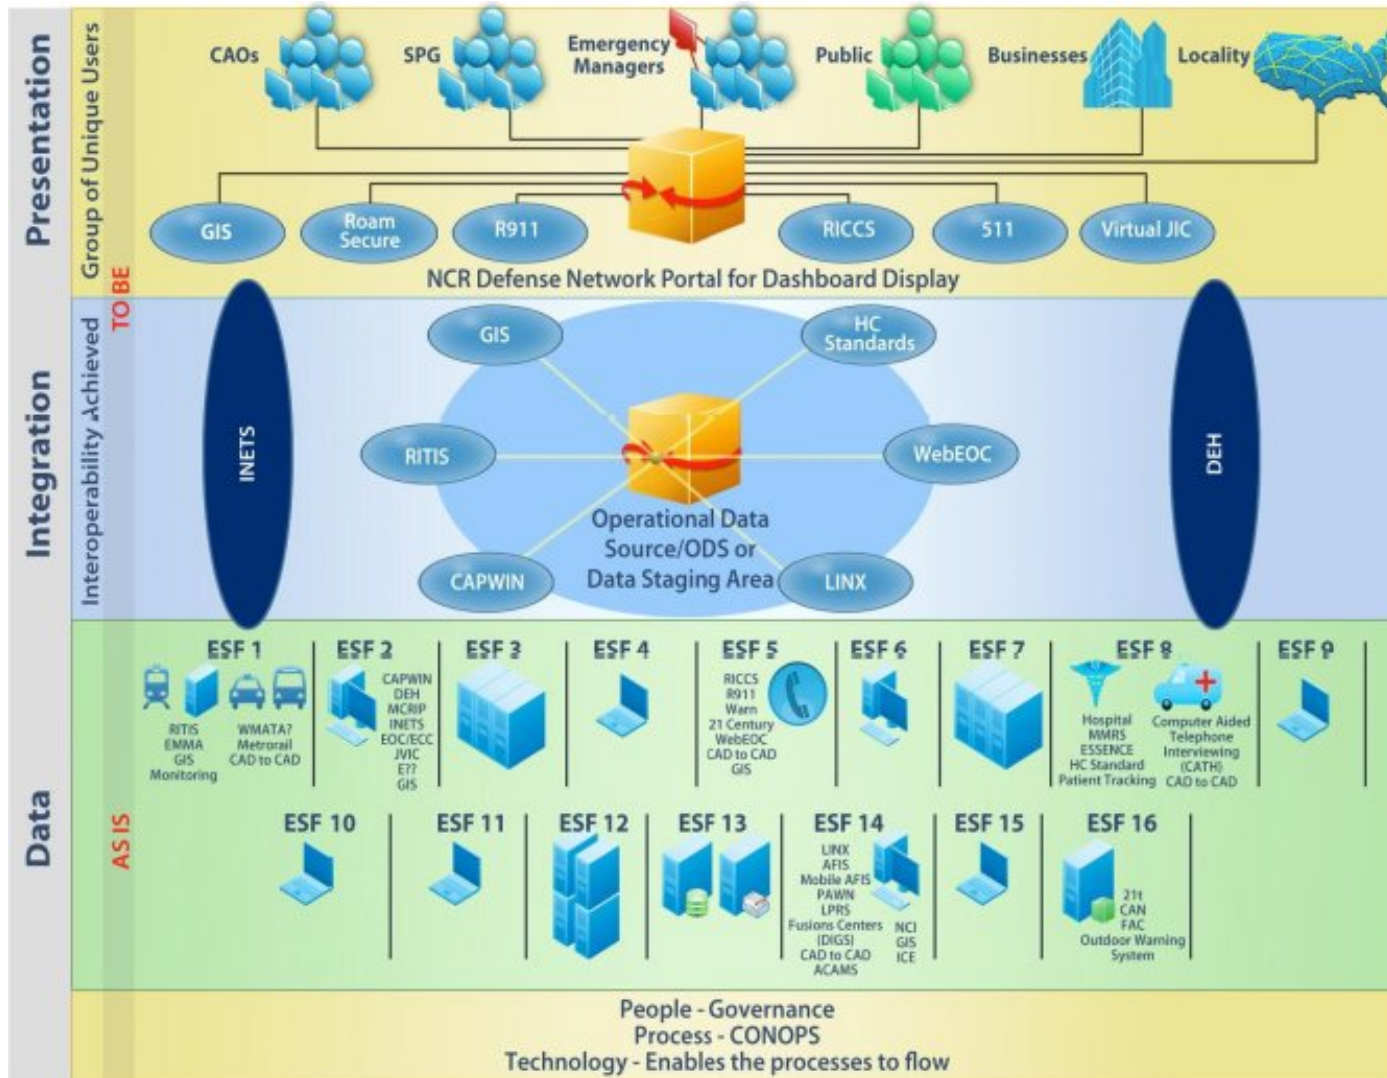 Presentation
Group of Unique Users
CAOs
SPG
Emergency
Managers
Public
Businesses
Locality
GIS
Roam
Secure
R911
RICCS
511
Virtual JIC
NCR Defense Network Portal for Dashboard Display
TO BE
Integration
Interoperability Achieved
INETS
GIS
HC
Standards
RITIS
WebEOC
Operational Data
Source/ODS or
Data Staging Area
CAPWIN
LINX
DEH
Data
AS IS
ESF 1
RITIS
EMMA
GIS
Monitoring
WMATA?
Metrorail
CAD to CAD
ESF 2
CAPWIN
DEH
MCRIP
INETS
EOC/ECC
JVIC
E??
GIS
ESF 3
ESF 4
ESF 5
RICCS
R911
Warn
21 Century
WebEOC
CAD to CAD
GIS
ESF 6
ESF 7
ESF 8
Hospital
MMRS
ESSENCE
HC Standard
Patient Tracking
Computer Aided
Telephone
Interviewing
(CATH)
CAD to CAD
ESF 9
ESF 10
ESF 11
ESF 12
ESF 13
ESF 14
LINX
AFIS
Mobile AFIS
PAWN
LPRS
Fusions Centers
(DIGS)
CAD to CAD
ACAMS
NCI
GIS
ICE
ESF 15
ESF 16
21t
CAN
FAC
Outdoor Warning
System
People - Governance
Process - CONOPS
Technology - Enables the processes to flow